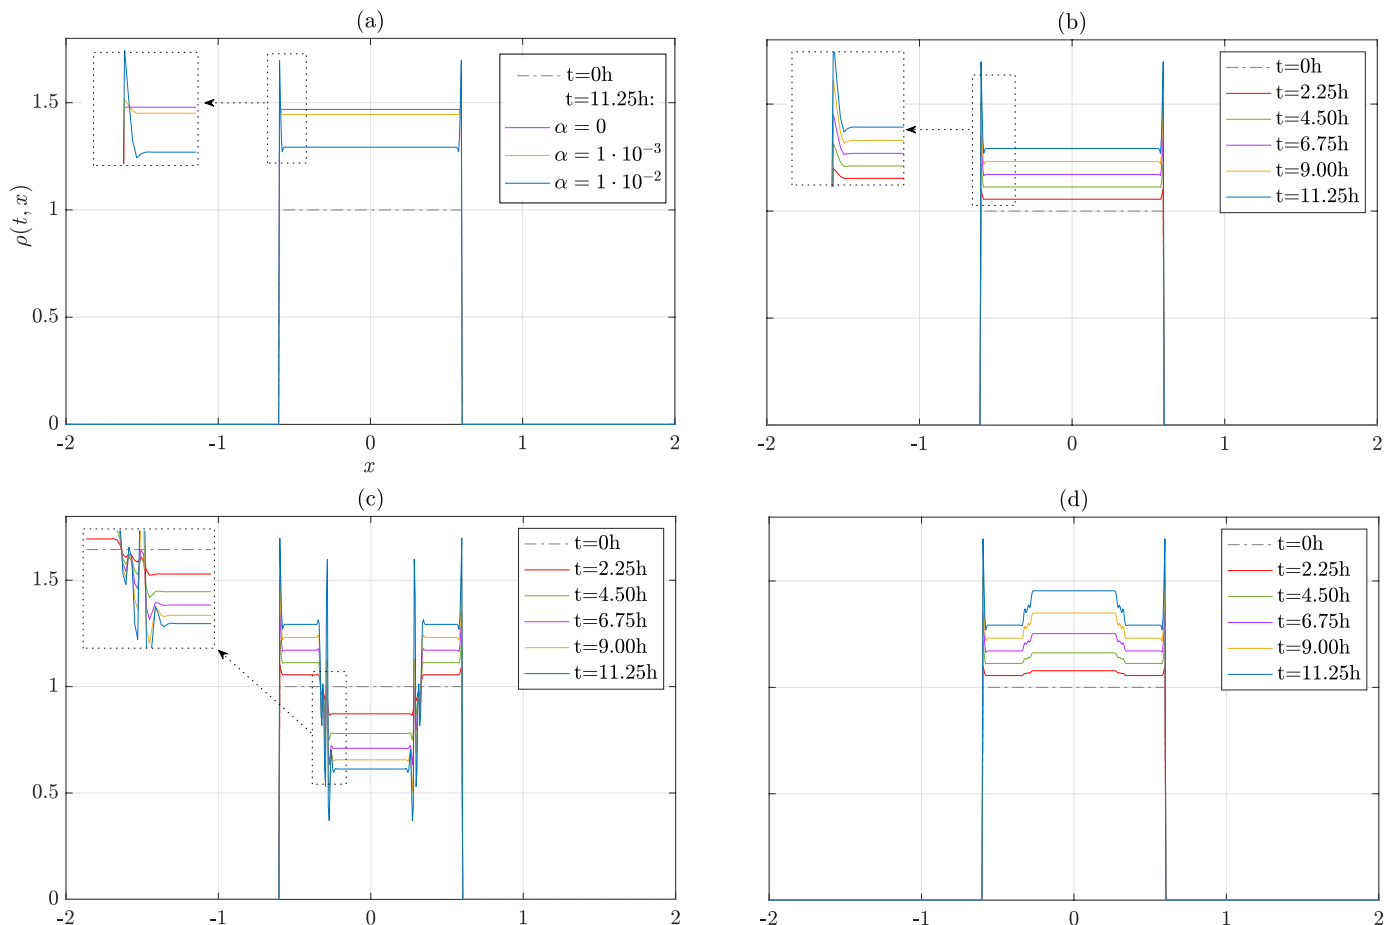 (a)
1.5
1
0.5
0
-2
-1
0
1
2
ρ(t, x)
x
t=0h
t=11.25h:
α = 0
α = 1 · 10⁻³
α = 1 · 10⁻²
(b)
-2
-1
0
1
2
t=0h
t=2.25h
t=4.50h
t=6.75h
t=9.00h
t=11.25h
(c)
1.5
1
0.5
0
-2
-1
0
1
2
x
t=0h
t=2.25h
t=4.50h
t=6.75h
t=9.00h
t=11.25h
(d)
-2
-1
0
1
2
t=0h
t=2.25h
t=4.50h
t=6.75h
t=9.00h
t=11.25h